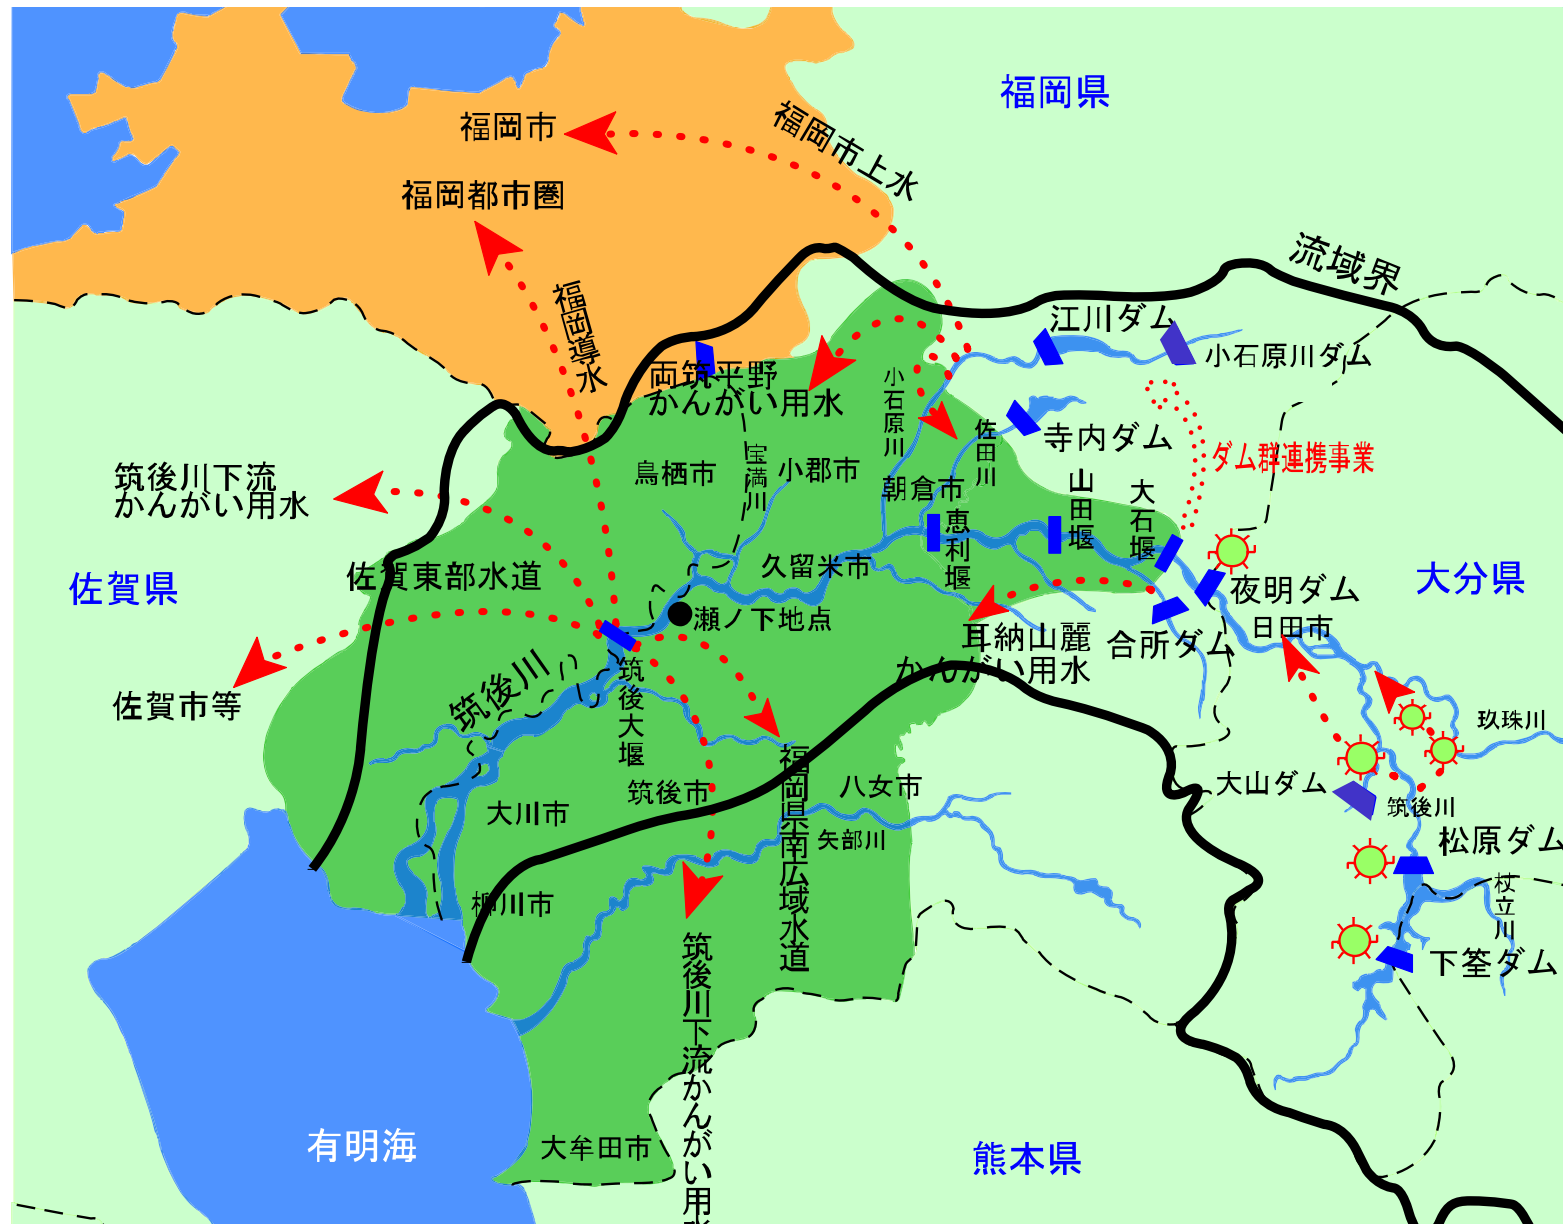 福岡県
福岡市
福岡市上水
福岡都市圏
流域界
福岡導水
江川ダム
小石原川ダム
両筑平野
かんがい用水
小石原川
佐田川
寺内ダム
ダム群連携事業
筑後川下流
かんがい用水
鳥栖市
宝満川
小郡市
朝倉市
恵利堰
山田堰
大石堰
佐賀県
佐賀東部水道
久留米市
夜明ダム
大分県
瀬ノ下地点
耳納山麓
かんがい用水
合所ダム
日田市
佐賀市等
筑後川
筑後大堰
玖珠川
福岡県南広域水道
筑後市
八女市
大山ダム
筑後川
大川市
矢部川
松原ダム
柳川市
杖立川
下筌ダム
筑後川下流かんがい用
有明海
大牟田市
熊本県